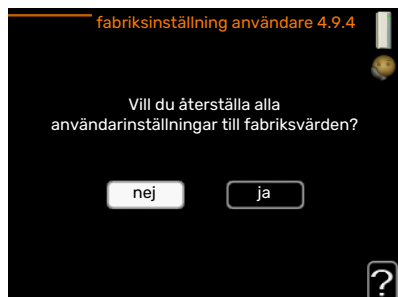 fabriksinställning användare 4.9.4
Vill du återställa alla
användarinställningar till fabriksvärden?
nej
ja
?